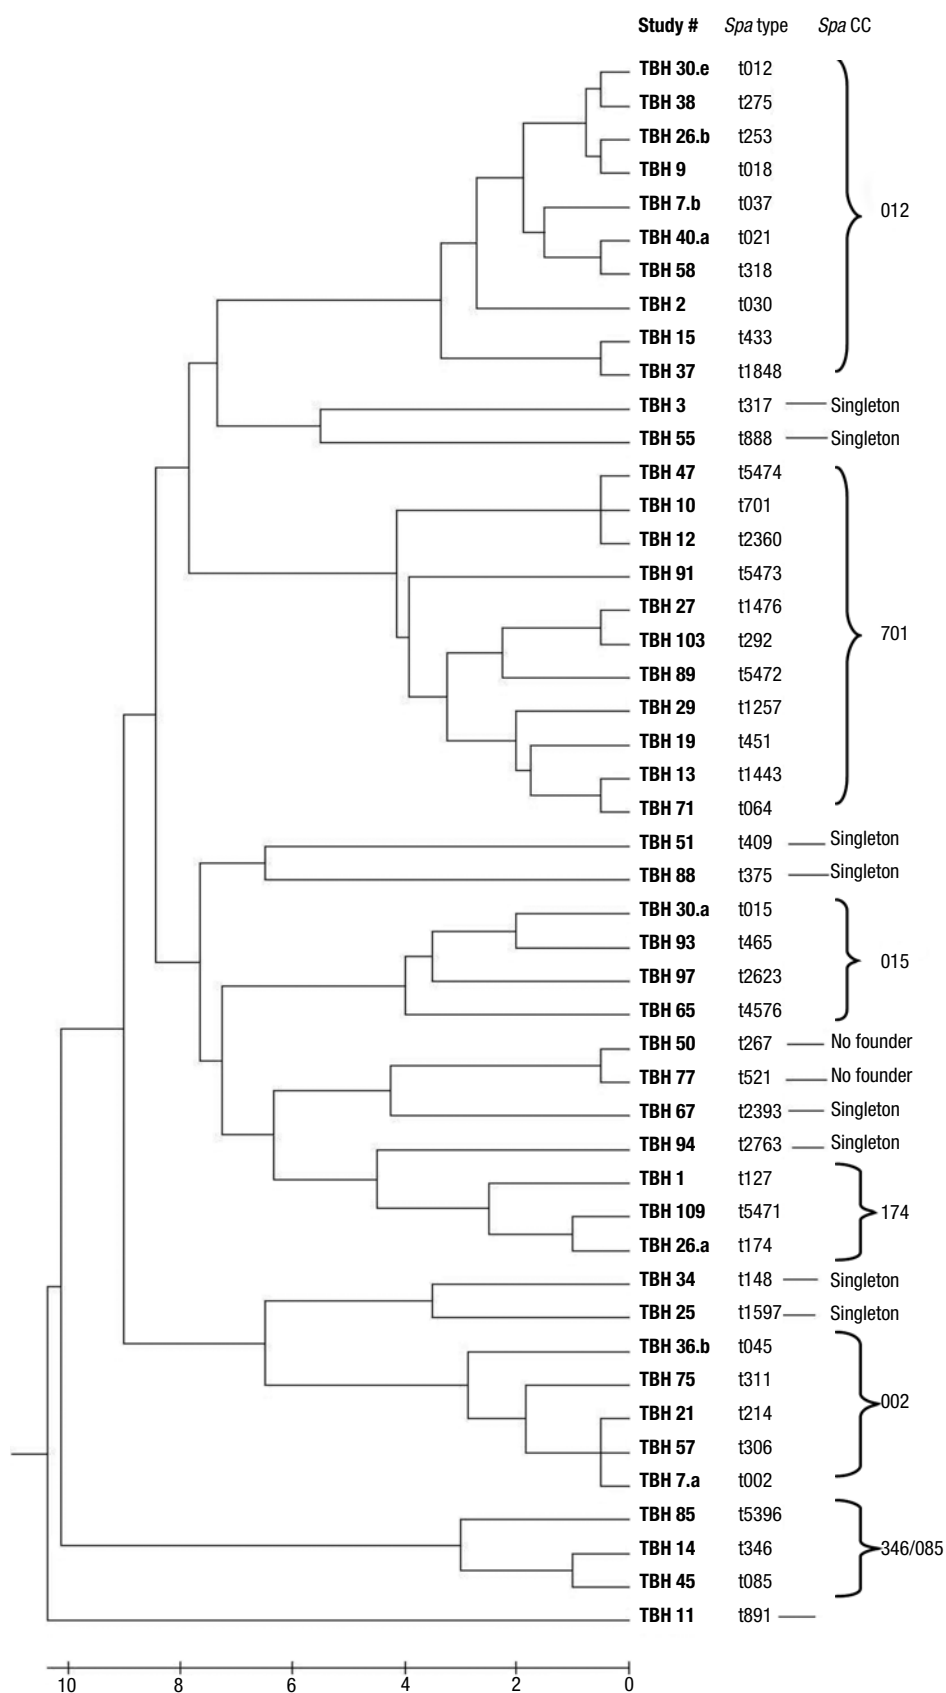 Study # Spa type Spa CC
TBH 30.e t012
TBH 38 t275
TBH 26.b t253
TBH 9 t018
TBH 7.b t037
012
TBH 40.a t021
TBH 58 t318
TBH 2 t030
TBH 15 t433
TBH 37 t1848
TBH 3 t317 Singleton
TBH 55 t888 Singleton
TBH 47 t5474
TBH 10 t701
TBH 12 t2360
TBH 91 t5473
TBH 27 t1476
701
TBH 103 t292
TBH 89 t5472
TBH 29 t1257
TBH 19 t451
TBH 13 t1443
TBH 71 t064
TBH 51 t409 Singleton
TBH 88 t375 Singleton
TBH 30.a t015
TBH 93 t465
015
TBH 97 t2623
TBH 65 t4576
TBH 50 t267 No founder
TBH 77 t521 No founder
TBH 67 t2393 Singleton
TBH 94 t2763 Singleton
TBH 1 t127
TBH 109 t5471 174
TBH 26.a t174
TBH 34 t148 Singleton
TBH 25 t1597 Singleton
TBH 36.b t045
TBH 75 t311
002
TBH 21 t214
TBH 57 t306
TBH 7.a t002
TBH 85 t5396
TBH 14 t346 346/085
TBH 45 t085
TBH 11 t891
10 8 6 4 2 0